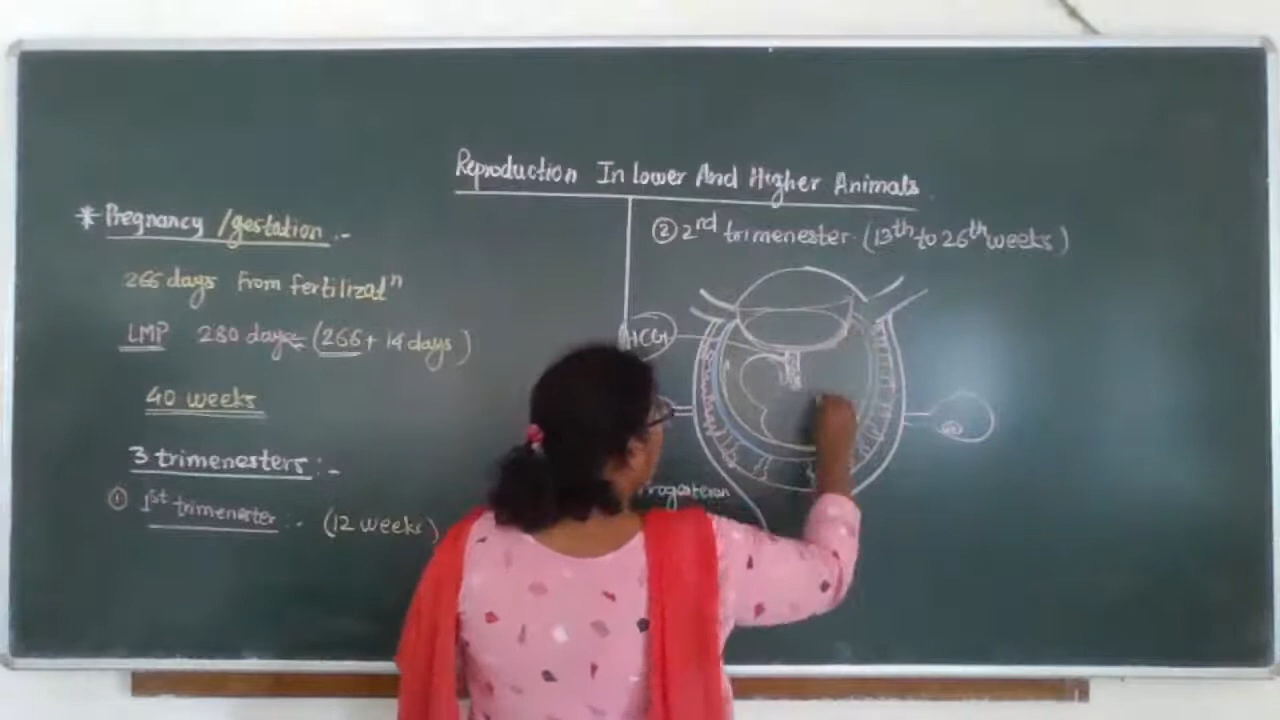 Reproduction In Lower And Higher Animals
* Pregnancy /gestation :-
266 days From fertilizatⁿ
LMP 280 days (266 + 14 days)
40 weeks
3 trimenesters :-
① 1st trimenester :- (12 weeks)
② 2nd trimenester (13th to 26th weeks)
HCG
Progesteron